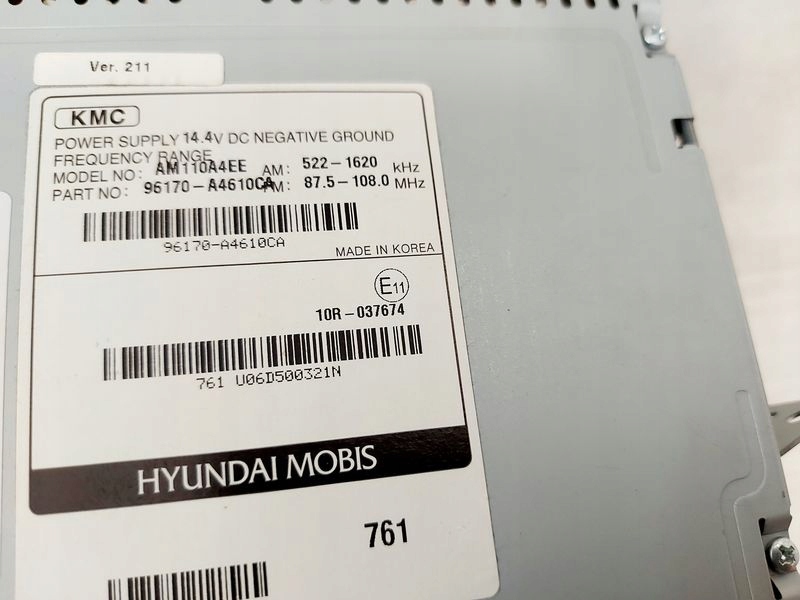 Ver. 211
KMC
POWER SUPPLY 14.4V DC NEGATIVE GROUND
FREQUENCY RANGE
MODEL NO: AM110A4EE AM: 522-1620 kHz
PART NO: 96170-A4610CA FM: 87.5-108.0 MHz
96170-A4610CA
MADE IN KOREA
E11
10R-037674
761 U06D500321N
HYUNDAI MOBIS
761